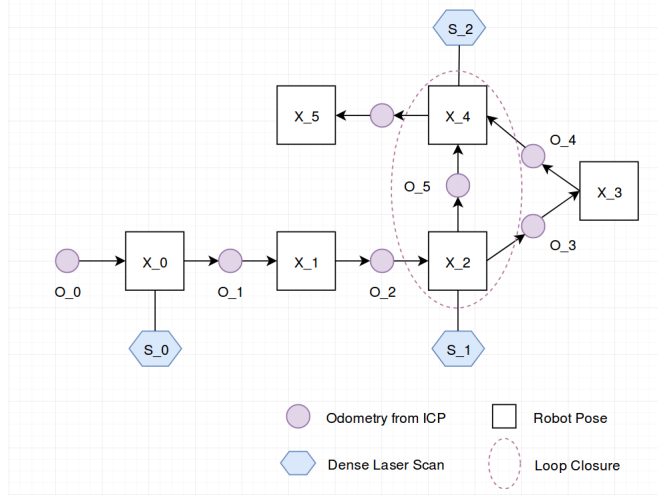 S_2
X_5
X_4
O_4
O_5
X_3
O_3
X_0
X_1
X_2
O_0
O_1
O_2
S_0
S_1
Odometry from ICP
Robot Pose
Dense Laser Scan
Loop Closure